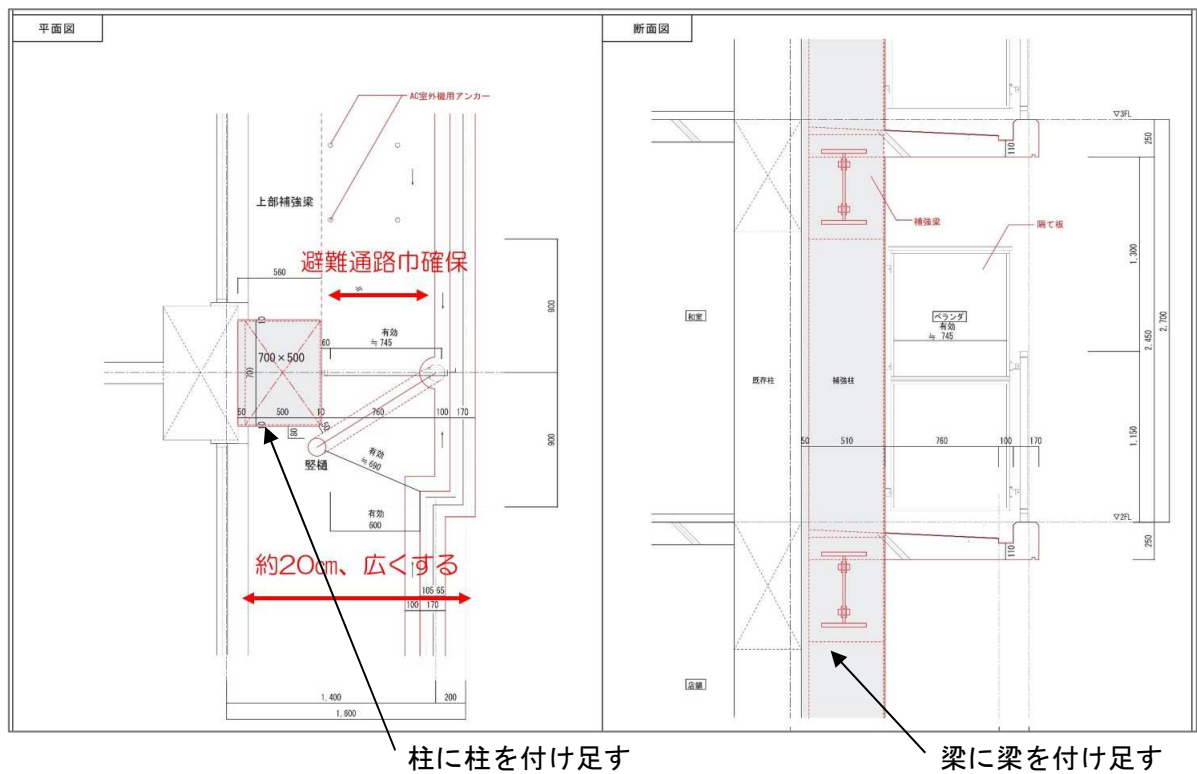 平面図
断面図
AC室外機用アンカー
上部補強梁
避難通路巾確保
560
900
10
60
有効
≒ 745
700×500
700
50
500
10
760
100
170
10
80
50
竪樋
有効
≒ 690
900
有効
600
約20㎝、広くする
105
65
100
170
1,400
200
1,600
柱に柱を付け足す
▽3FL
250
110
補強梁
隔て板
1,300
和室
ベランダ
有効
≒ 745
2,450
2,700
既存柱
補強柱
50
510
760
100
170
1,150
▽2FL
250
110
店舗
梁に梁を付け足す